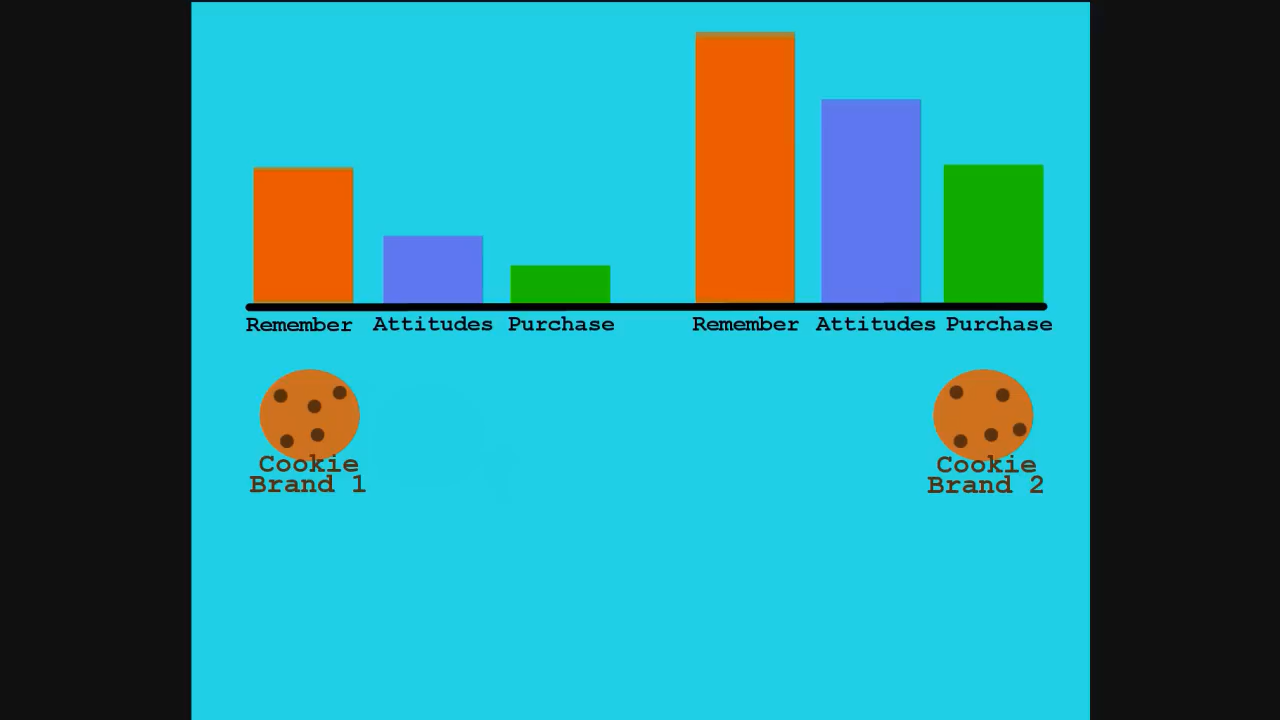 Remember Attitudes Purchase Remember Attitudes Purchase
Cookie
Brand 1
Cookie
Brand 2